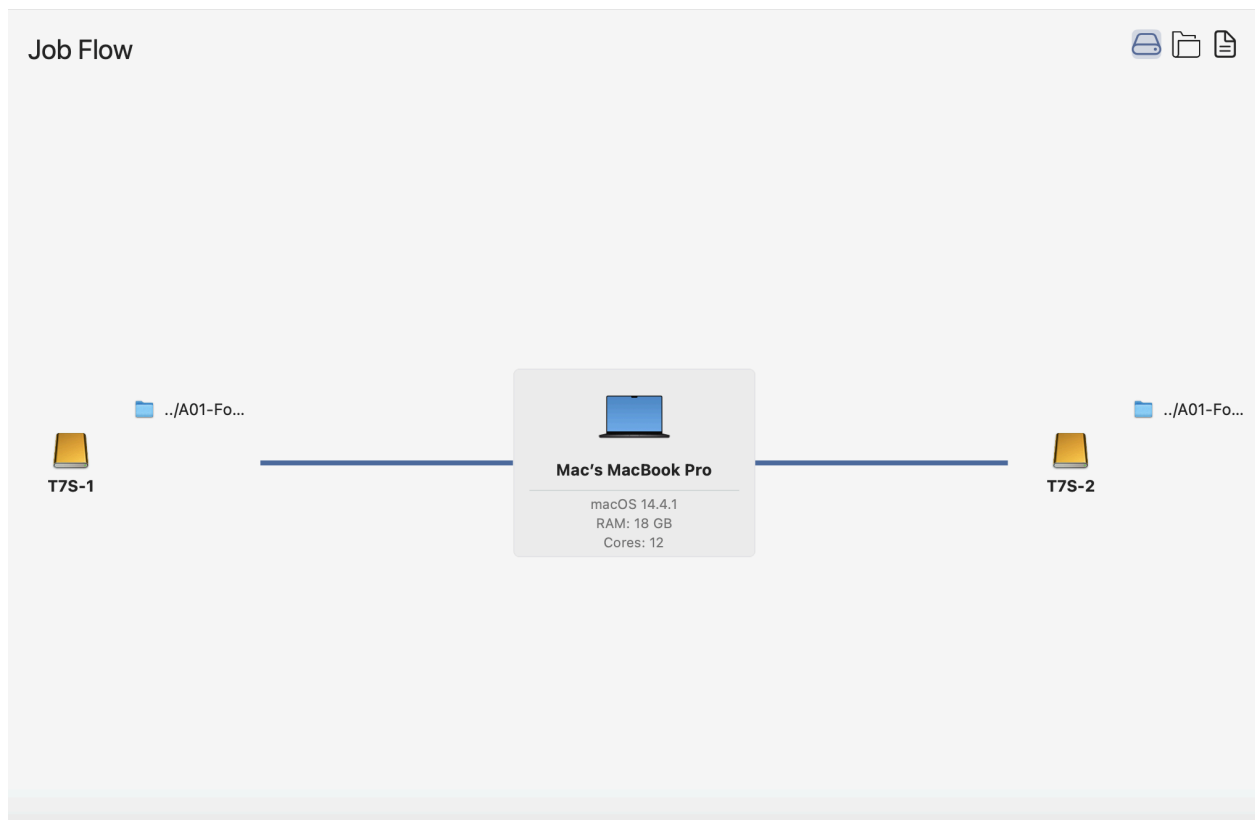 Job Flow
../A01-Fo...
T7S-1
Mac’s MacBook Pro
macOS 14.4.1
RAM: 18 GB
Cores: 12
../A01-Fo...
T7S-2